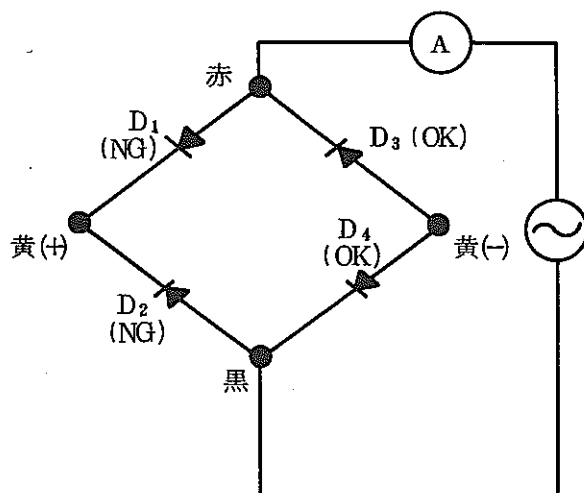 A
赤
D₁
(NG)
D₃ (OK)
黄(+)
D₄
(OK)
黄(−)
D₂
(NG)
黒